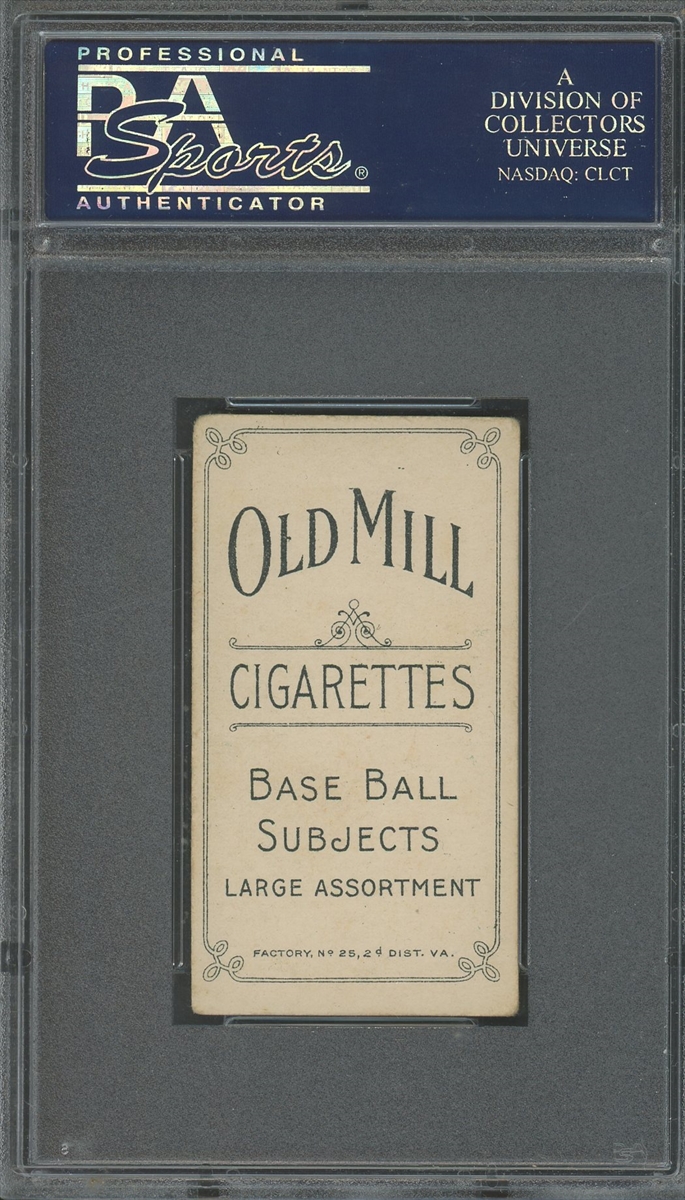 PROFESSIONAL
PSA
Sports®
AUTHENTICATOR
A
DIVISION OF
COLLECTORS
UNIVERSE
NASDAQ: CLCT
OLD MILL
CIGARETTES
BASE BALL
SUBJECTS
LARGE ASSORTMENT
FACTORY, Nº 25, 2ᵈ DIST. VA.